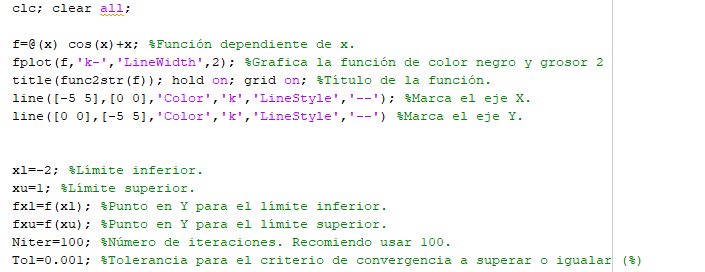 clc; clear all;
f=@(x) cos(x)+x; %Función dependiente de x.
fplot(f,'k-','LineWidth',2); %Grafica la función de color negro y grosor 2
title(func2str(f)); hold on; grid on; %Título de la función.
line([-5 5],[0 0],'Color','k','LineStyle','--'); %Marca el eje X.
line([0 0],[-5 5],'Color','k','LineStyle','--') %Marca el eje Y.
xl=-2; %Límite inferior.
xu=1; %Límite superior.
fxl=f(xl); %Punto en Y para el límite inferior.
fxu=f(xu); %Punto en Y para el límite superior.
Niter=100; %Número de iteraciones. Recomiendo usar 100.
Tol=0.001; %Tolerancia para el criterio de convergencia a superar o igualar (%)